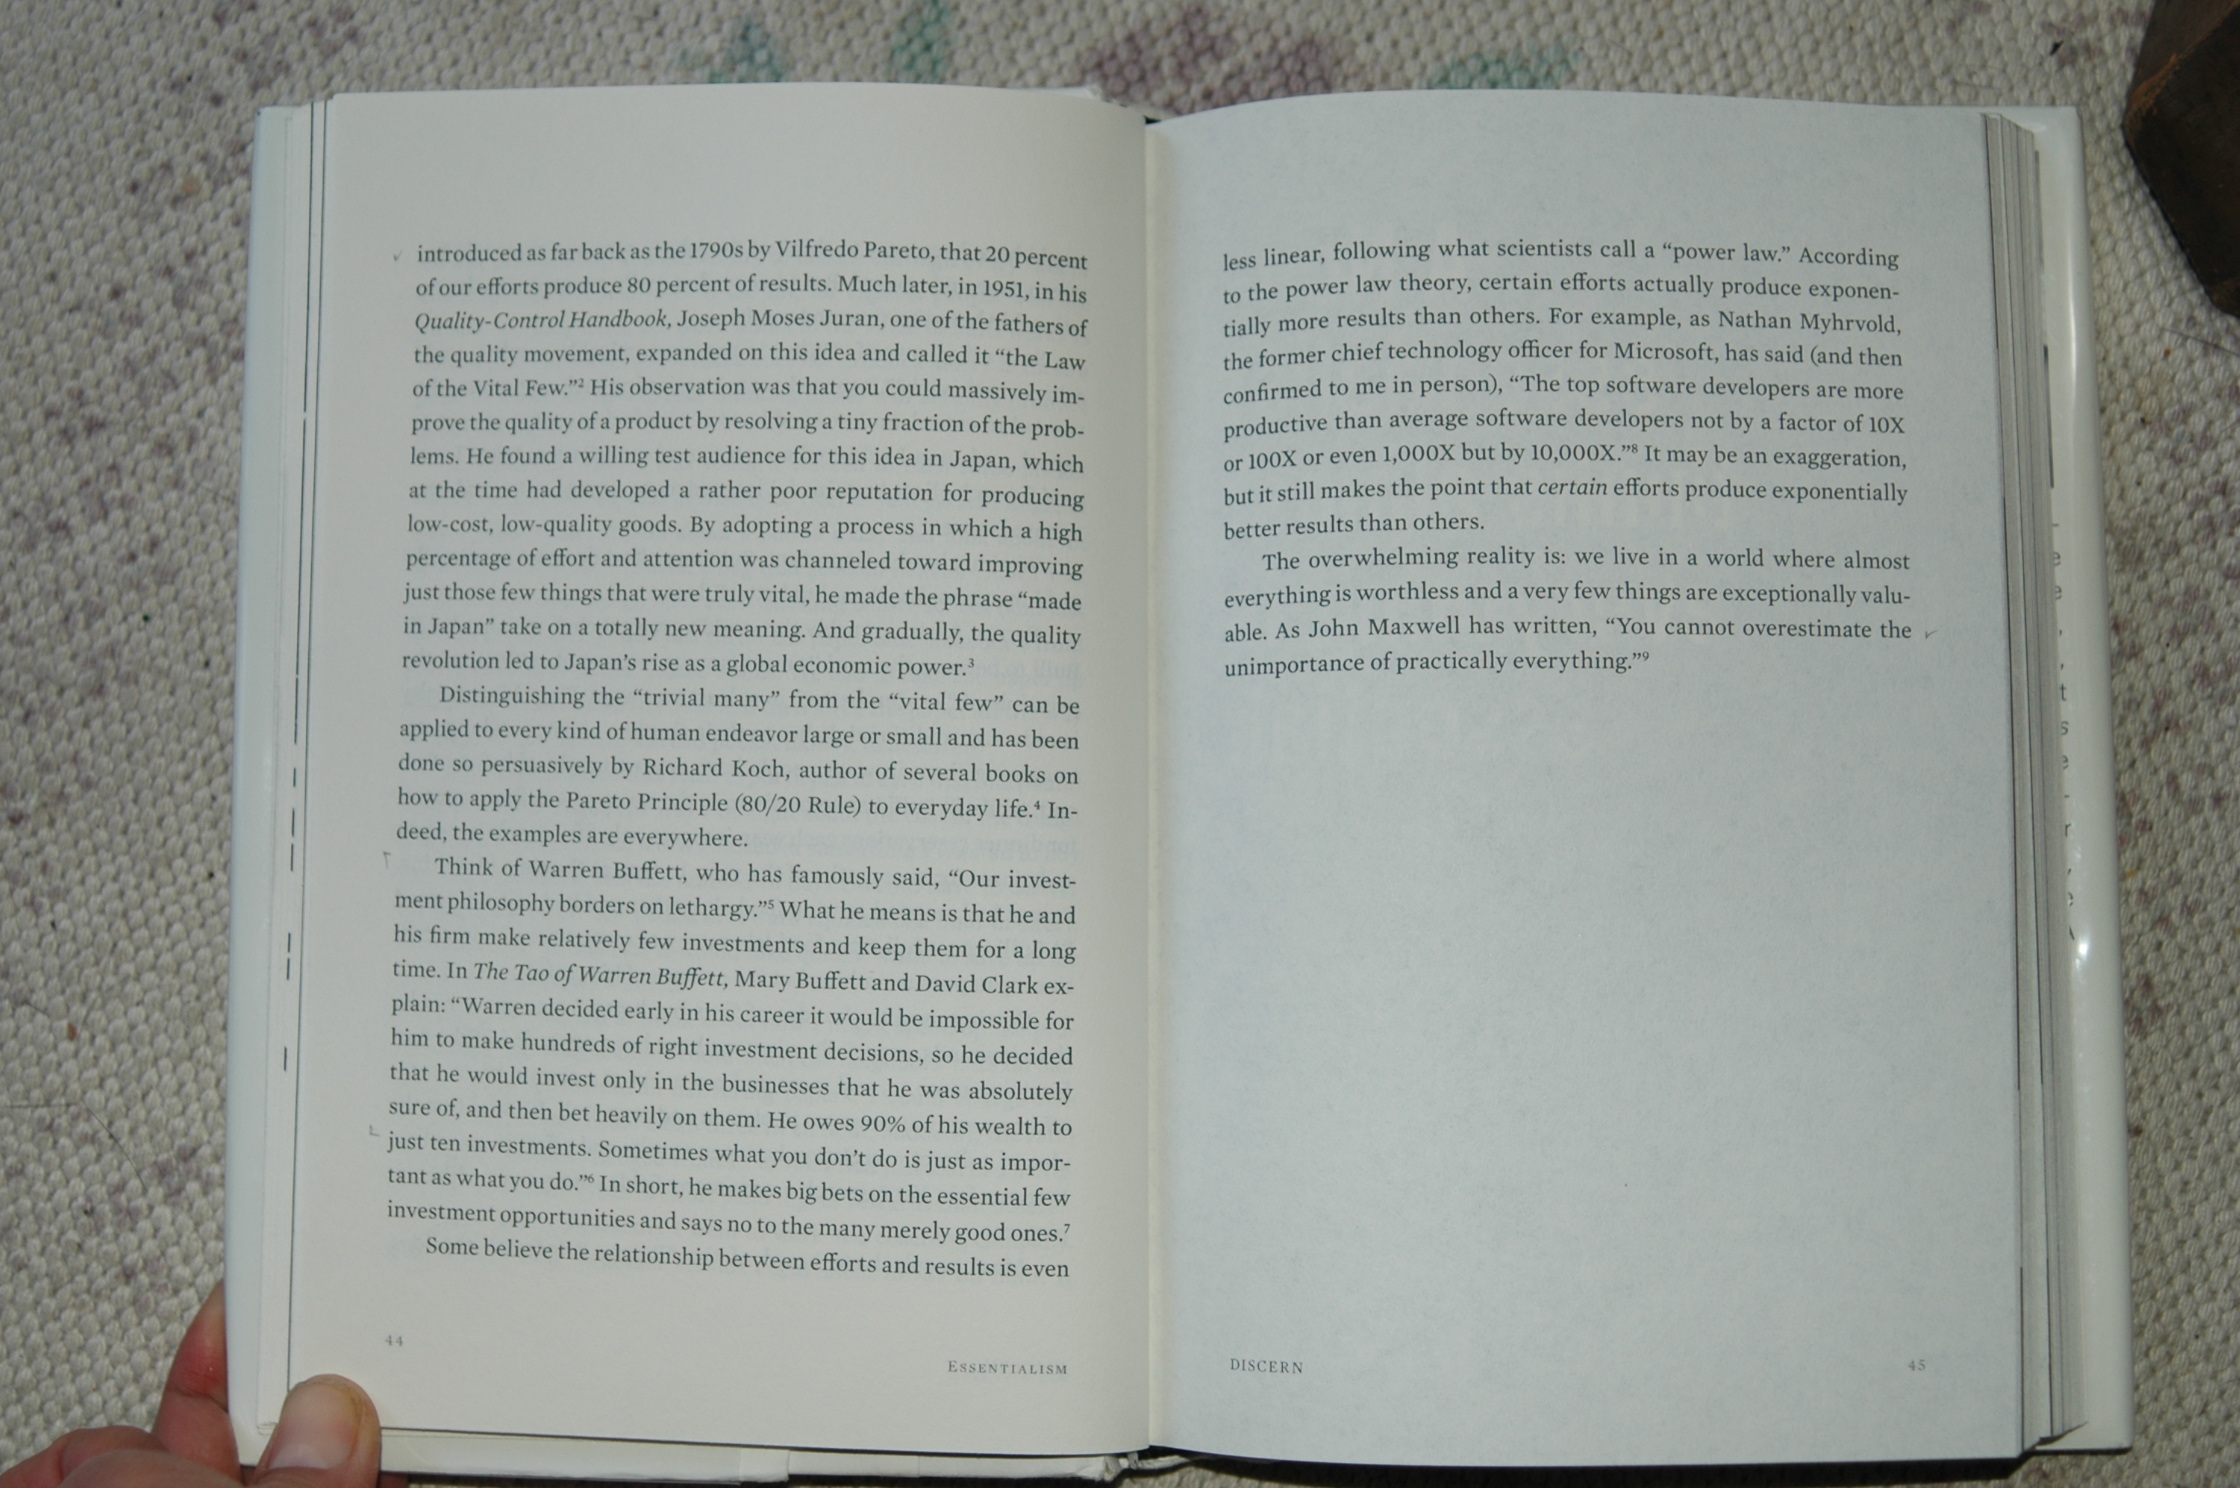 introduced as far back as the 1790s by Vilfredo Pareto, that 20 percent
of our efforts produce 80 percent of results. Much later, in 1951, in his
Quality-Control Handbook, Joseph Moses Juran, one of the fathers of
the quality movement, expanded on this idea and called it “the Law
of the Vital Few.”² His observation was that you could massively im-
prove the quality of a product by resolving a tiny fraction of the prob-
lems. He found a willing test audience for this idea in Japan, which
at the time had developed a rather poor reputation for producing
low-cost, low-quality goods. By adopting a process in which a high
percentage of effort and attention was channeled toward improving
just those few things that were truly vital, he made the phrase “made
in Japan” take on a totally new meaning. And gradually, the quality
revolution led to Japan’s rise as a global economic power.³
Distinguishing the “trivial many” from the “vital few” can be
applied to every kind of human endeavor large or small and has been
done so persuasively by Richard Koch, author of several books on
how to apply the Pareto Principle (80/20 Rule) to everyday life.⁴ In-
deed, the examples are everywhere.
Think of Warren Buffett, who has famously said, “Our invest-
ment philosophy borders on lethargy.”⁵ What he means is that he and
his firm make relatively few investments and keep them for a long
time. In The Tao of Warren Buffett, Mary Buffett and David Clark ex-
plain: “Warren decided early in his career it would be impossible for
him to make hundreds of right investment decisions, so he decided
that he would invest only in the businesses that he was absolutely
sure of, and then bet heavily on them. He owes 90% of his wealth to
just ten investments. Sometimes what you don’t do is just as impor-
tant as what you do.”⁶ In short, he makes big bets on the essential few
investment opportunities and says no to the many merely good ones.⁷
Some believe the relationship between efforts and results is even
44
ESSENTIALISM
less linear, following what scientists call a “power law.” According
to the power law theory, certain efforts actually produce exponen-
tially more results than others. For example, as Nathan Myhrvold,
the former chief technology officer for Microsoft, has said (and then
confirmed to me in person), “The top software developers are more
productive than average software developers not by a factor of 10X
or 100X or even 1,000X but by 10,000X.”⁸ It may be an exaggeration,
but it still makes the point that certain efforts produce exponentially
better results than others.
The overwhelming reality is: we live in a world where almost
everything is worthless and a very few things are exceptionally valu-
able. As John Maxwell has written, “You cannot overestimate the
unimportance of practically everything.”⁹
DISCERN
45